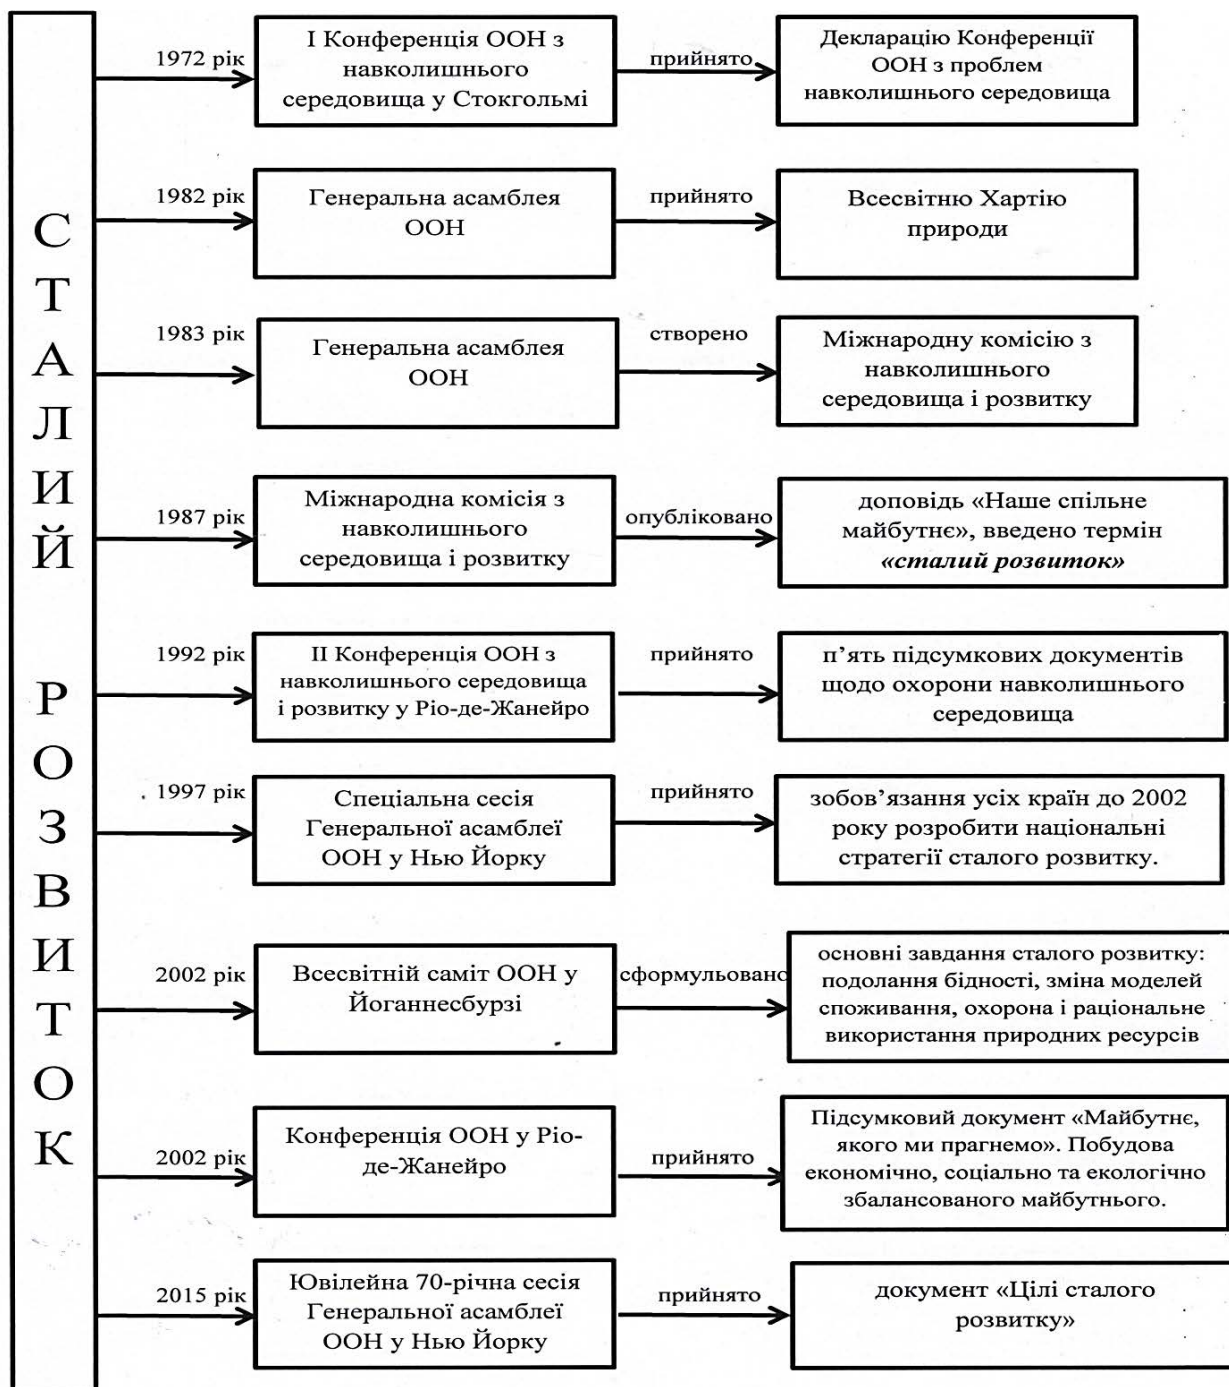 СТАЛИЙ РОЗВИТОК
1972 рік
І Конференція ООН з
навколишнього
середовища у Стокгольмі
прийнято
Декларацію Конференції
ООН з проблем
навколишнього середовища
1982 рік
Генеральна асамблея
ООН
прийнято
Всесвітню Хартію
природи
1983 рік
Генеральна асамблея
ООН
створено
Міжнародну комісію з
навколишнього
середовища і розвитку
1987 рік
Міжнародна комісія з
навколишнього
середовища і розвитку
опубліковано
доповідь «Наше спільне
майбутнє», введено термін
«сталий розвиток»
1992 рік
ІІ Конференція ООН з
навколишнього середовища
і розвитку у Ріо-де-Жанейро
прийнято
п’ять підсумкових документів
щодо охорони навколишнього
середовища
1997 рік
Спеціальна сесія
Генеральної асамблеї
ООН у Нью Йорку
прийнято
зобов’язання усіх країн до 2002
року розробити національні
стратегії сталого розвитку.
2002 рік
Всесвітній саміт ООН у
Йоганнесбурзі
сформульовано
основні завдання сталого розвитку:
подолання бідності, зміна моделей
споживання, охорона і раціональне
використання природних ресурсів
2002 рік
Конференція ООН у Ріо-
де-Жанейро
прийнято
Підсумковий документ «Майбутнє,
якого ми прагнемо». Побудова
економічно, соціально та екологічно
збалансованого майбутнього.
2015 рік
Ювілейна 70-річна сесія
Генеральної асамблеї
ООН у Нью Йорку
прийнято
документ «Цілі сталого
розвитку»